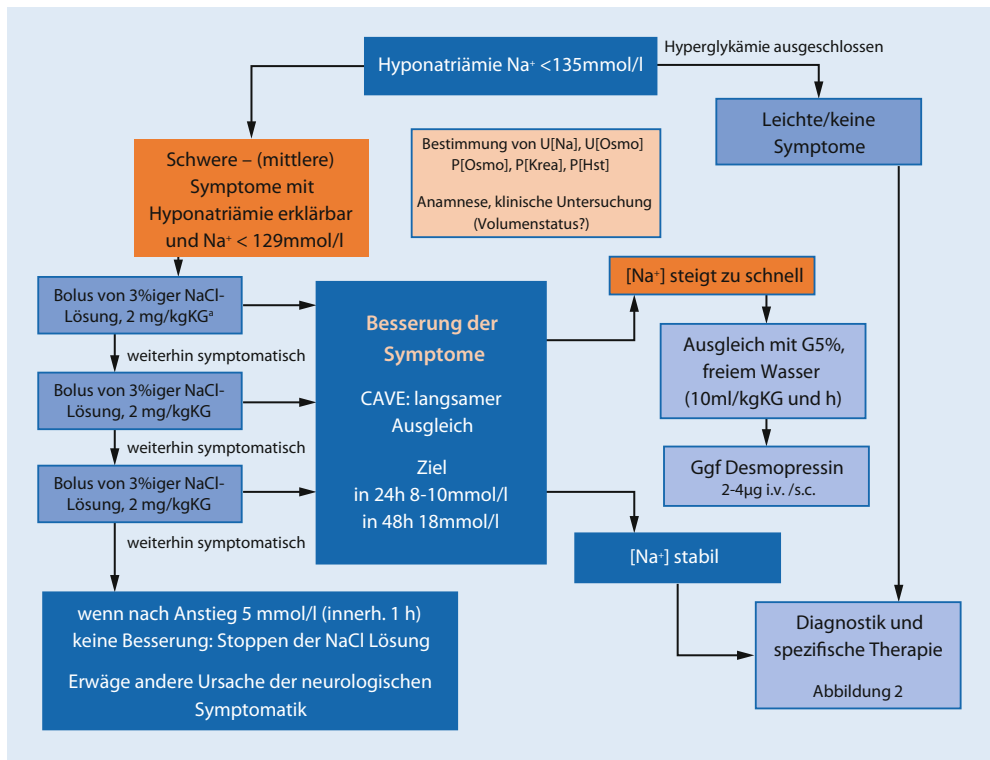 Hyponatriämie Na⁺ <135mmol/l
Hyperglykämie ausgeschlossen
Leichte/keine
Symptome
Schwere – (mittlere)
Symptome mit
Hyponatriämie erklärbar
und Na⁺ < 129mmol/l
Bestimmung von U[Na], U[Osmo]
P[Osmo], P[Krea], P[Hst]
Anamnese, klinische Untersuchung
(Volumenstatus?)
Bolus von 3%iger NaCl-
Lösung, 2 mg/kgKGᵃ
weiterhin symptomatisch
Bolus von 3%iger NaCl-
Lösung, 2 mg/kgKG
weiterhin symptomatisch
Bolus von 3%iger NaCl-
Lösung, 2 mg/kgKG
weiterhin symptomatisch
wenn nach Anstieg 5 mmol/l (innerh. 1 h)
keine Besserung: Stoppen der NaCl Lösung
Erwäge andere Ursache der neurologischen
Symptomatik
Besserung der
Symptome
CAVE: langsamer
Ausgleich
Ziel
in 24h 8-10mmol/l
in 48h 18mmol/l
[Na⁺] steigt zu schnell
Ausgleich mit G5%,
freiem Wasser
(10ml/kgKG und h)
Ggf Desmopressin
2-4µg i.v. /s.c.
[Na⁺] stabil
Diagnostik und
spezifische Therapie
Abbildung 2